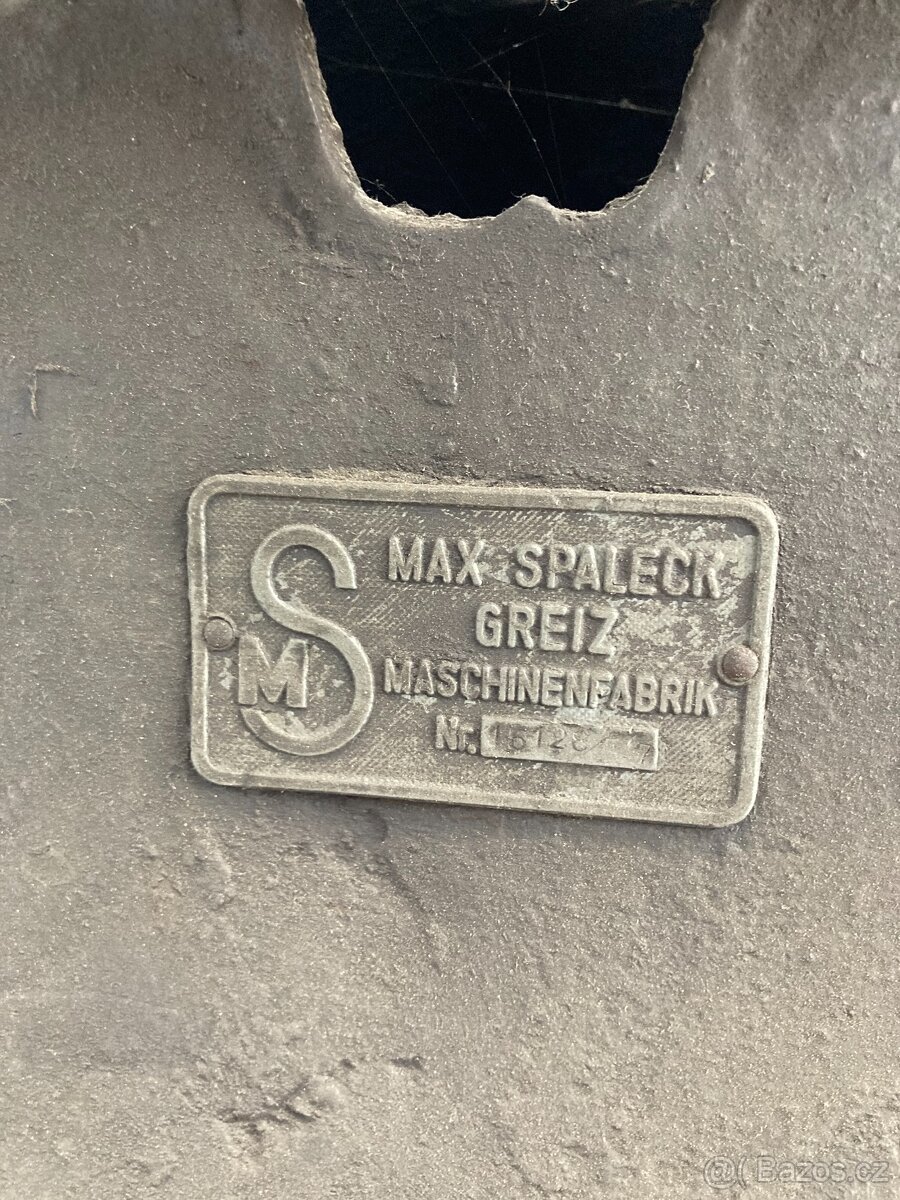 MS
MAX SPALECK
GREIZ
MASCHINENFABRIK
Nr.
@( Bazos.cz